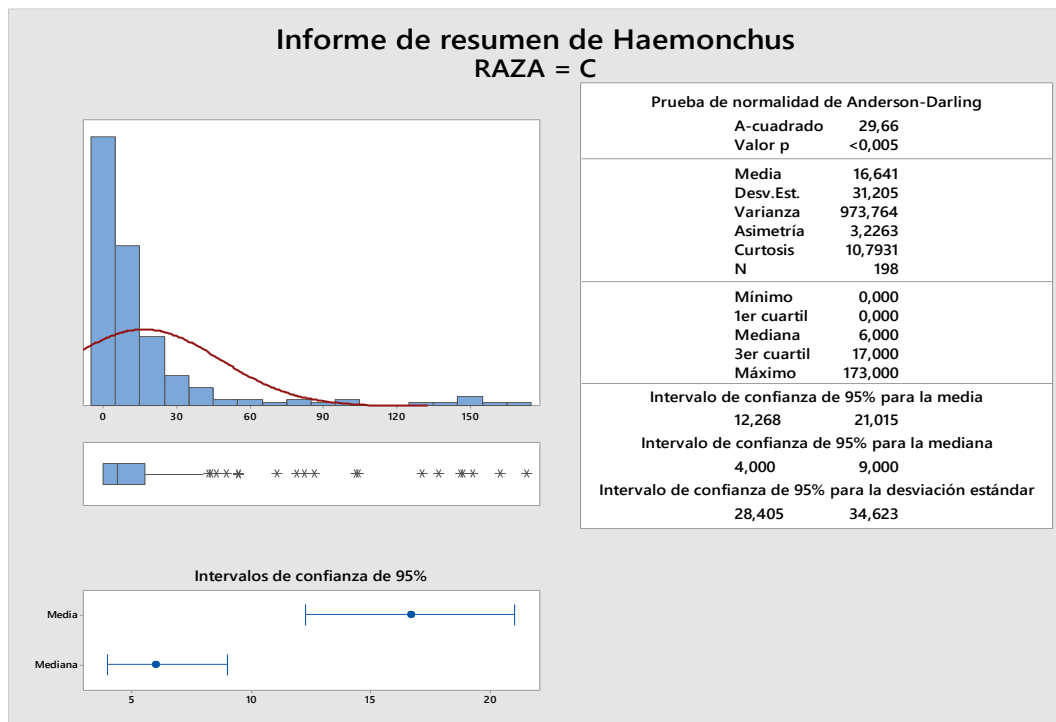 Informe de resumen de Haemonchus
RAZA = C
Prueba de normalidad de Anderson-Darling
A-cuadrado 29,66
Valor p <0,005
Media 16,641
Desv.Est. 31,205
Varianza 973,764
Asimetría 3,2263
Curtosis 10,7931
N 198
Mínimo 0,000
1er cuartil 0,000
Mediana 6,000
3er cuartil 17,000
Máximo 173,000
Intervalo de confianza de 95% para la media
12,268 21,015
Intervalo de confianza de 95% para la mediana
4,000 9,000
Intervalo de confianza de 95% para la desviación estándar
28,405 34,623
0 30 60 90 120 150
Intervalos de confianza de 95%
Media
Mediana
5 10 15 20